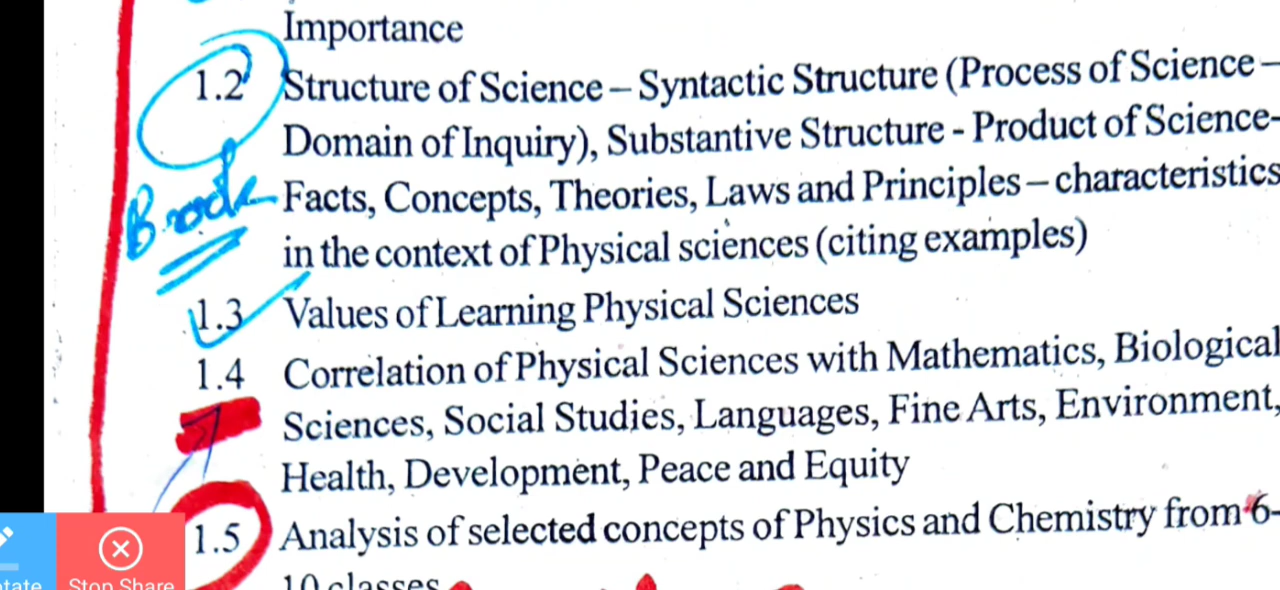 Importance
1.2 Structure of Science – Syntactic Structure (Process of Science –
Domain of Inquiry), Substantive Structure - Product of Science-
Facts, Concepts, Theories, Laws and Principles – characteristics
in the context of Physical sciences (citing examples)
1.3 Values of Learning Physical Sciences
1.4 Correlation of Physical Sciences with Mathematics, Biological
Sciences, Social Studies, Languages, Fine Arts, Environment,
Health, Development, Peace and Equity
1.5 Analysis of selected concepts of Physics and Chemistry from 6-
10 classes
Stop Share